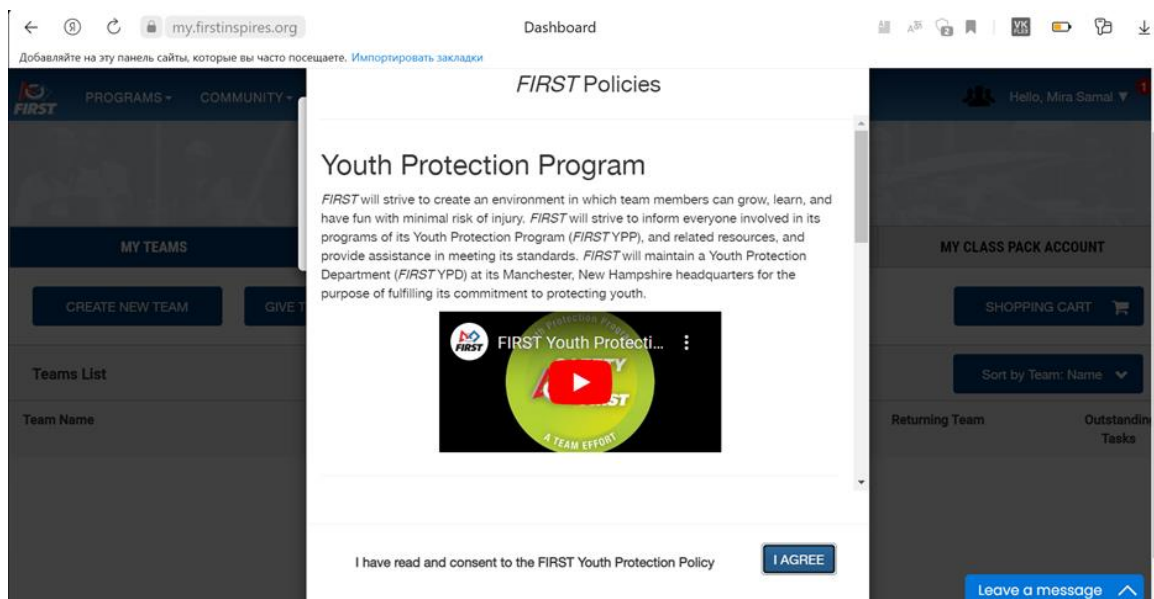 my.firstinspires.org
Dashboard
2
VK
Добавляйте на эту панель сайты, которые вы часто посещаете. Импортировать закладки
FIRST
PROGRAMS
COMMUNITY
FIRST Policies
Hello, Mira Samal
1
Youth Protection Program
FIRST will strive to create an environment in which team members can grow, learn, and
have fun with minimal risk of injury. FIRST will strive to inform everyone involved in its
programs of its Youth Protection Program (FIRST YPP), and related resources, and
provide assistance in meeting its standards. FIRST will maintain a Youth Protection
Department (FIRST YPD) at its Manchester, New Hampshire headquarters for the
purpose of fulfilling its commitment to protecting youth.
MY TEAMS
MY CLASS PACK ACCOUNT
CREATE NEW TEAM
GIVE T
SHOPPING CART
FIRST
FIRST Youth Protecti...
A TEAM EFFORT
Teams List
Sort by Team: Name
Team Name
Returning Team
Outstanding
Tasks
I have read and consent to the FIRST Youth Protection Policy
I AGREE
Leave a message